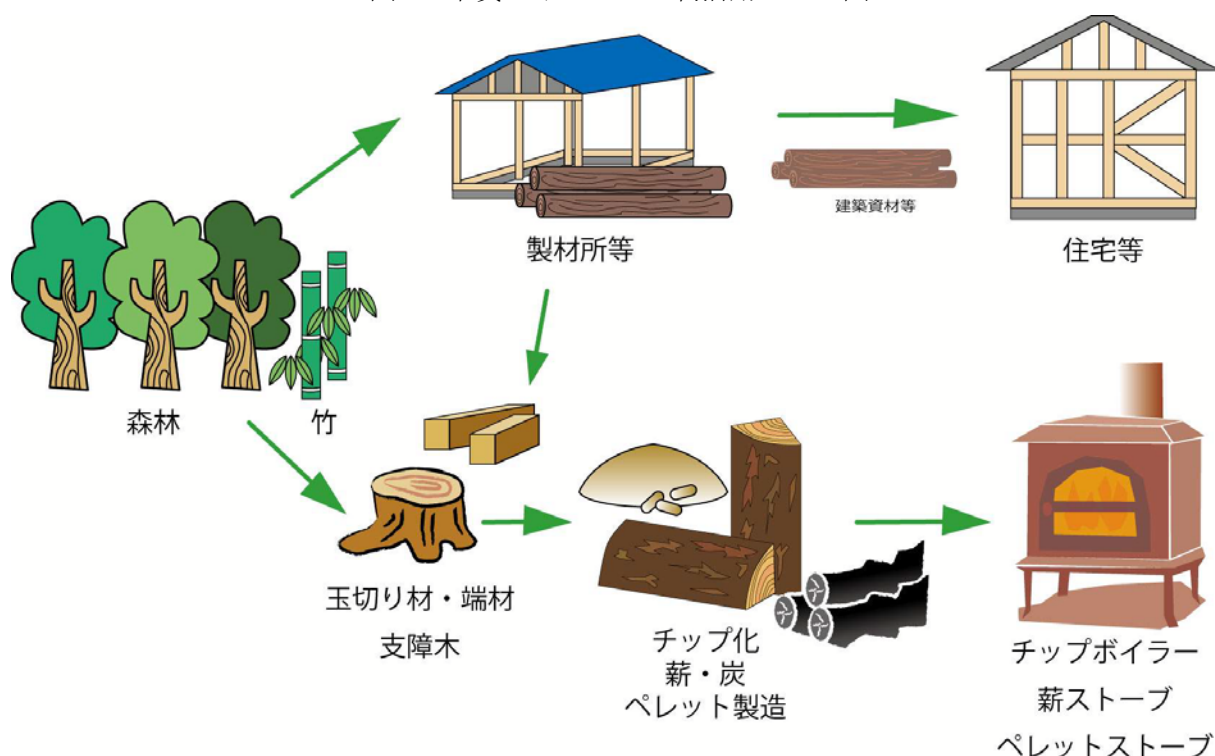 製材所等
建築資材等
住宅等
森林
竹
玉切り材・端材
支障木
チップ化
薪・炭
ペレット製造
チップボイラー
薪ストーブ
ペレットストーブ